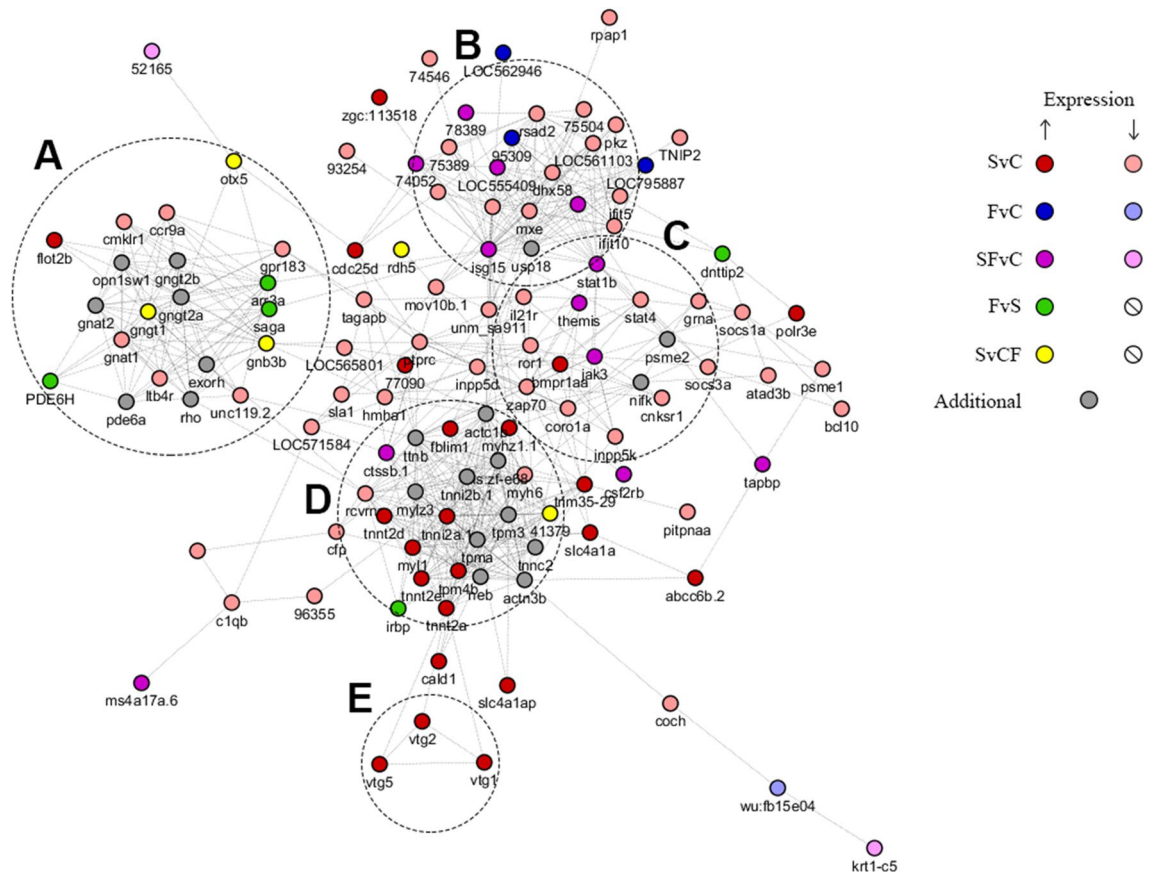 rpap1
B
52165
74546
LOC562946
zgc:113518
Expression
A
78389
rsad2
75504
pkz
95309
LOC561103
TNIP2
SvC
93254
75389
74052
LOC555409
dhx58
LOC795887
otx5
FvC
ifit5
mxe
cmklr1
ccr9a
C
SFvC
flot2b
ifit10
gpr183
cdc25d
rdh5
isg15
usp18
dnttip2
opn1sw1
gngt2b
stat1b
arr3a
mov10b.1
FvS
gnat2
gngt2a
gngt1
saga
tagapb
unm_sa911
il21r
themis
stat4
grna
socs1a
polr3e
gnat1
gnb3b
SvCF
LOC565801
ptprc
ror1
jak3
psme2
exorh
77090
inpp5d
bmpr1aa
socs3a
atad3b
psme1
PDE6H
ltb4r
Additional
pde6a
rho
unc119.2
sla1
hmba1
zap70
nifk
cnksr1
coro1a
bcl10
LOC571584
actc1b
myhz1.1
inpp5k
ttnb
fblim1
ctssb.1
csf2rb
tapbp
D
tnni2b.1
myh6
trim35-29
rcvrn
mylz3
pitpnaa
tnnt2d
tnni2a.1
tpm3
41379
cfp
slc4a1a
myl1
tpma
tnnc2
tnnt2e
tpm4b
neb
actn3b
abcc6b.2
c1qb
96355
irbp
tnnt2a
cald1
ms4a17a.6
slc4a1ap
E
coch
vtg2
vtg5
vtg1
wu:fb15e04
krt1-c5